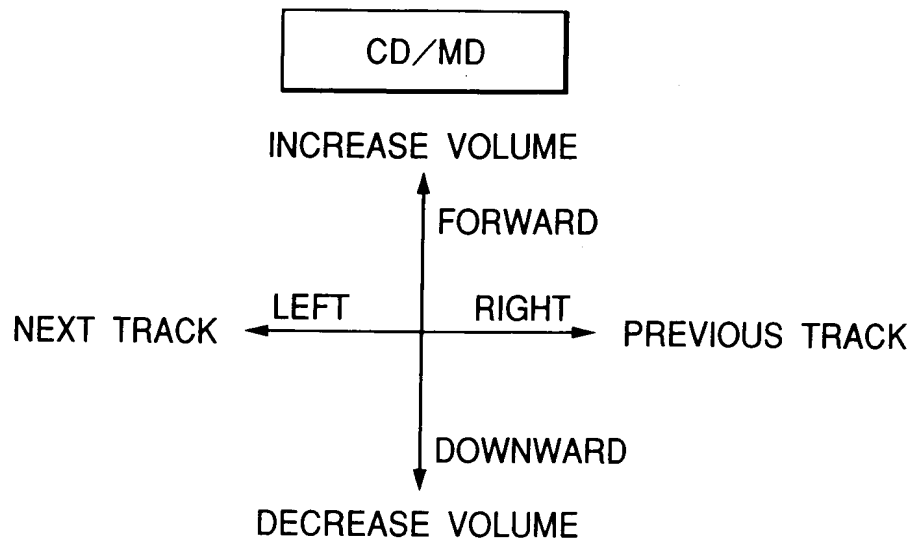 CD/MD
INCREASE VOLUME
FORWARD
LEFT
RIGHT
NEXT TRACK
PREVIOUS TRACK
DOWNWARD
DECREASE VOLUME